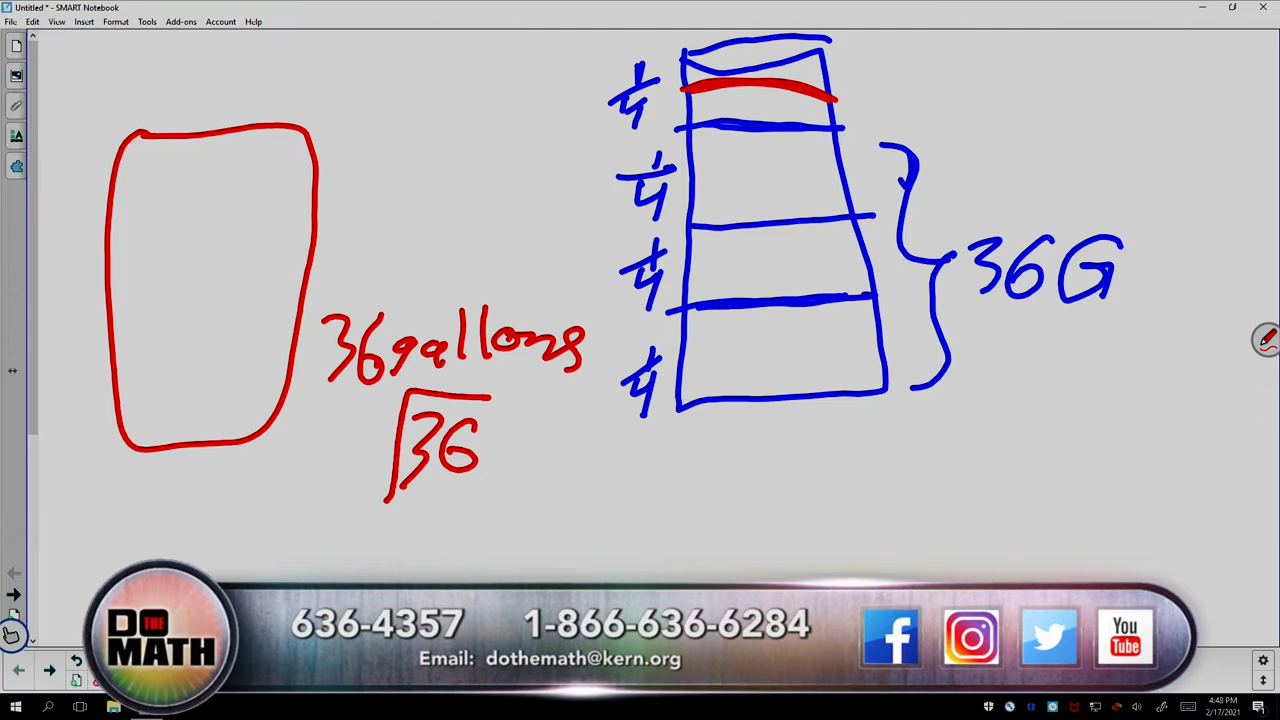 Untitled * - SMART Notebook
File Edit View Insert Format Tools Add-ons Account Help
1/4
1/4
1/4
1/4
36G
36gallons
36
DO THE MATH
636-4357 1-866-636-6284
Email: dothemath@kern.org
You Tube
4:48 PM
2/17/2021